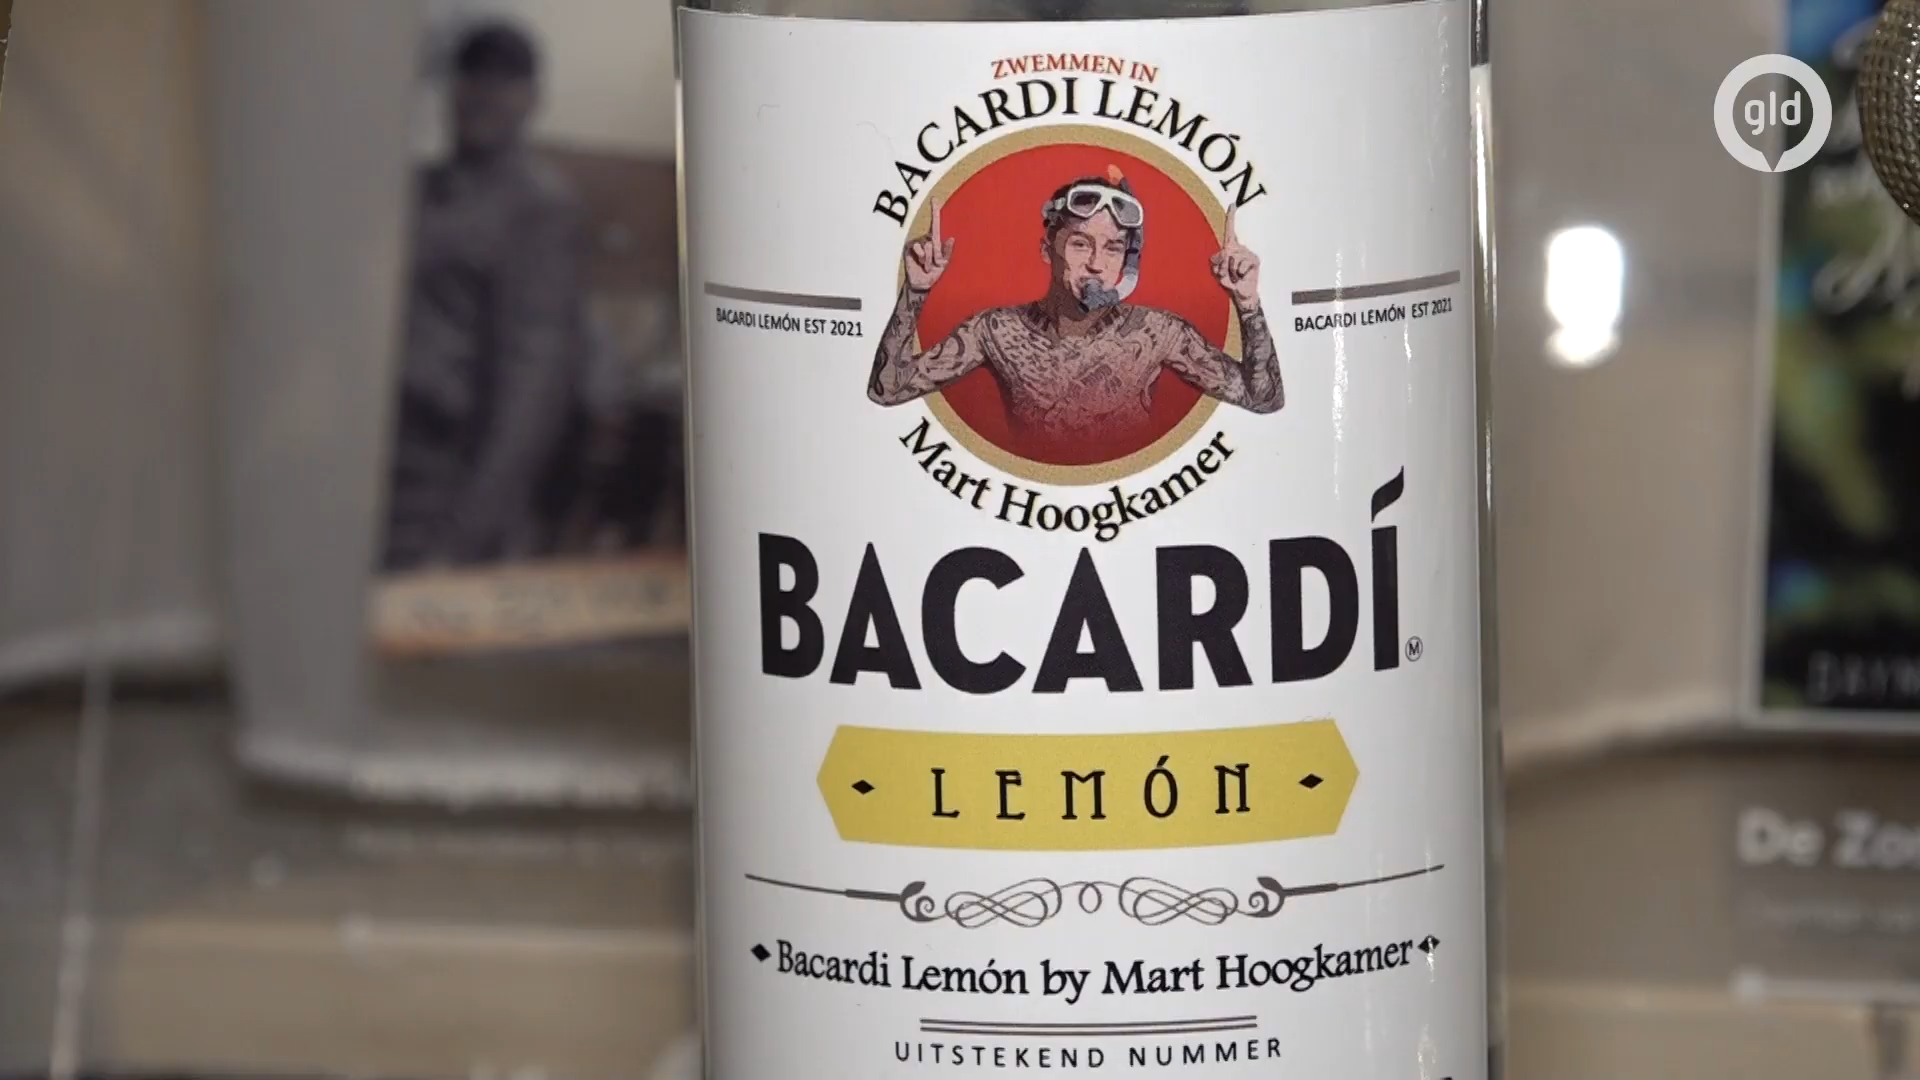 gld
ZWEMMEN IN
BACARDI LEMÓN
BACARDI LEMÓN EST 2021
BACARDI LEMÓN EST 2021
Mart Hoogkamer
BACARDÍ
M
LEMÓN
Bacardi Lemón by Mart Hoogkamer
UITSTEKEND NUMMER
De